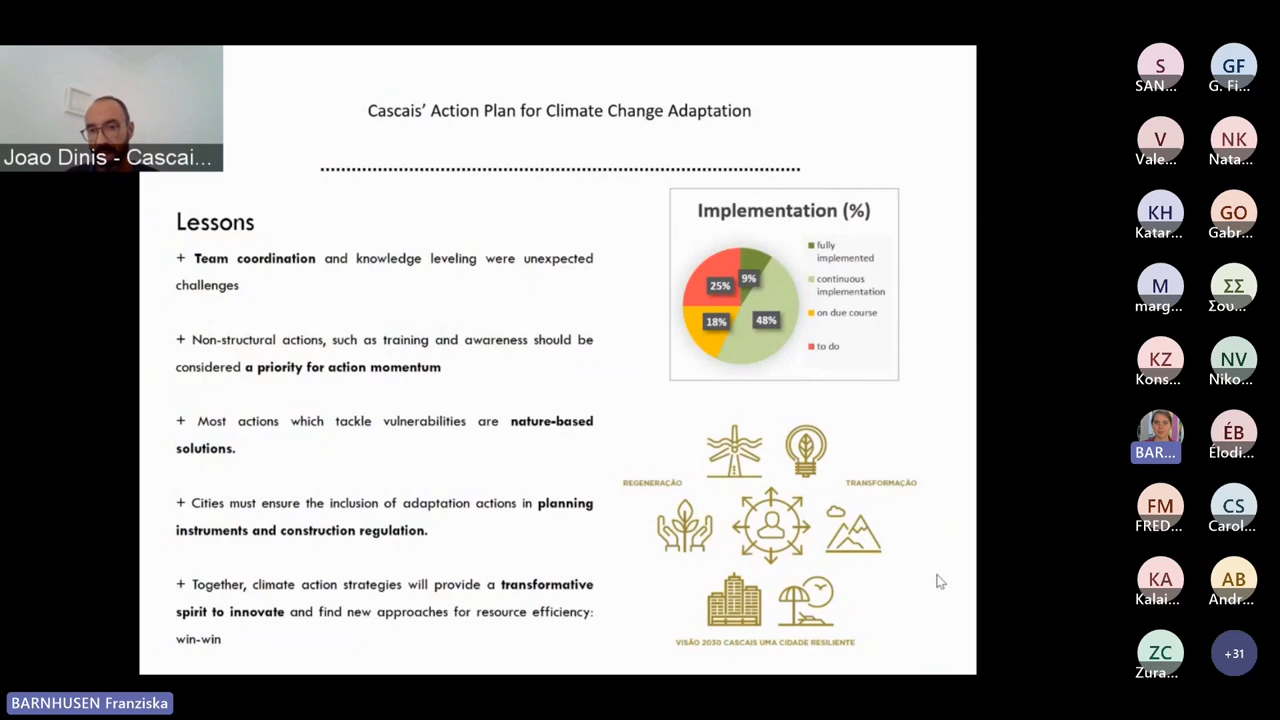 Joao Dinis - Cascai...
Cascais' Action Plan for Climate Change Adaptation
Lessons
+ Team coordination and knowledge leveling were unexpected
challenges
+ Non-structural actions, such as training and awareness should be
considered a priority for action momentum
+ Most actions which tackle vulnerabilities are nature-based
solutions.
+ Cities must ensure the inclusion of adaptation actions in planning
instruments and construction regulation.
+ Together, climate action strategies will provide a transformative
spirit to innovate and find new approaches for resource efficiency:
win-win
Implementation (%)
9%
48%
18%
25%
fully
implemented
continuous
implementation
on due course
to do
REGENERAÇÃO
TRANSFORMAÇÃO
VISÃO 2030 CASCAIS UMA CIDADE RESILIENTE
S
SAN...
GF
G. Fi...
V
Vale...
NK
Nata...
KH
Katar...
GO
Gabr...
M
marg...
ΣΣ
Σου...
KZ
Kons...
NV
Niko...
BAR...
ÉB
Élodi...
FM
FRED...
CS
Carol...
KA
Kalai...
AB
Andr...
ZC
Zura...
+31
BARNHUSEN Franziska